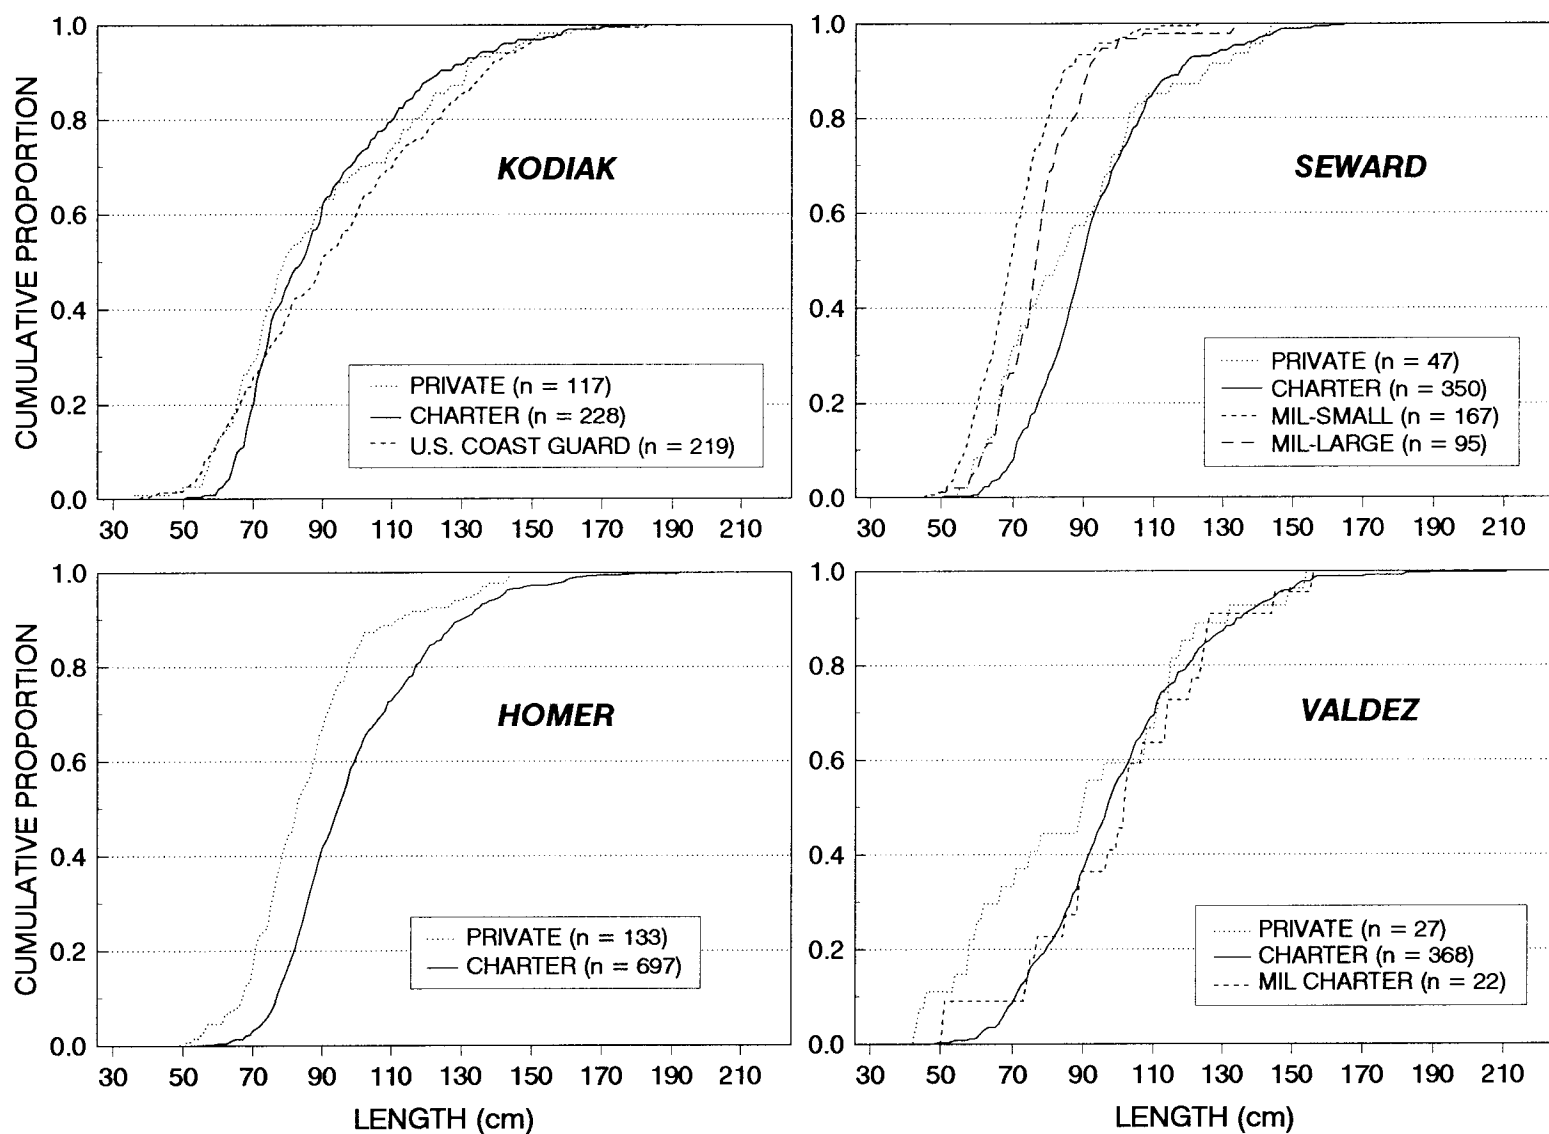 CUMULATIVE PROPORTION
1.0
0.8
0.6
0.4
0.2
0.0
KODIAK
PRIVATE (n = 117)
CHARTER (n = 228)
U.S. COAST GUARD (n = 219)
30 50 70 90 110 130 150 170 190 210
1.0
0.8
0.6
0.4
0.2
0.0
SEWARD
PRIVATE (n = 47)
CHARTER (n = 350)
MIL-SMALL (n = 167)
MIL-LARGE (n = 95)
30 50 70 90 110 130 150 170 190 210
CUMULATIVE PROPORTION
1.0
0.8
0.6
0.4
0.2
0.0
HOMER
PRIVATE (n = 133)
CHARTER (n = 697)
30 50 70 90 110 130 150 170 190 210
LENGTH (cm)
1.0
0.8
0.6
0.4
0.2
0.0
VALDEZ
PRIVATE (n = 27)
CHARTER (n = 368)
MIL CHARTER (n = 22)
30 50 70 90 110 130 150 170 190 210
LENGTH (cm)